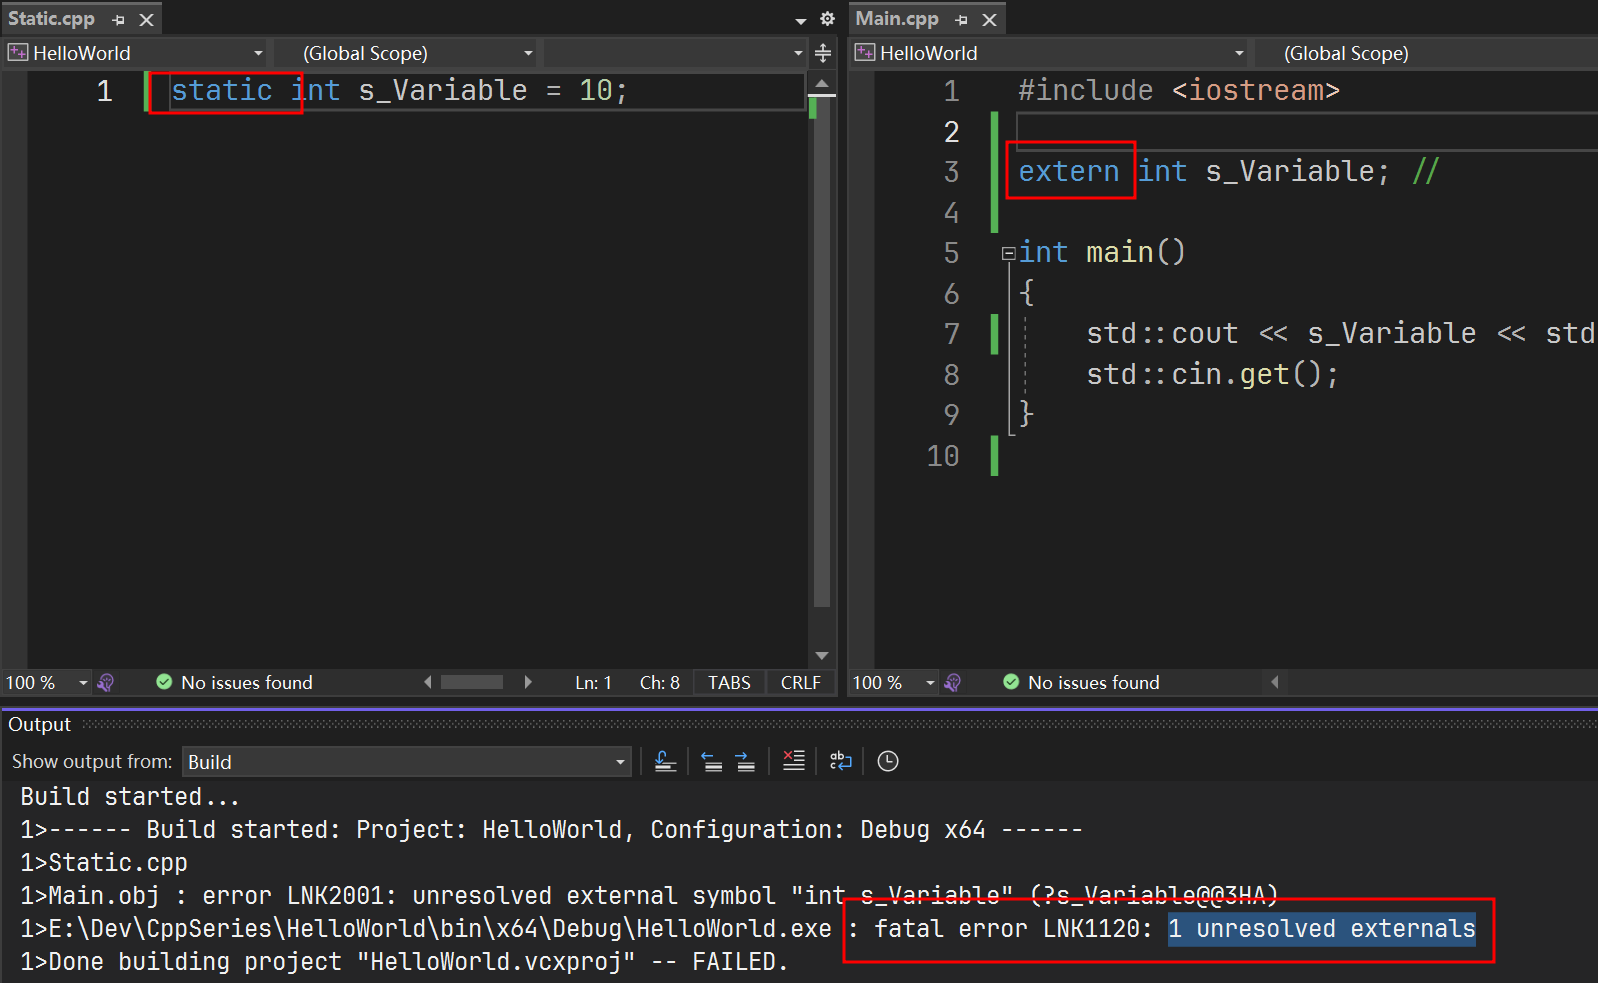 Static.cpp
HelloWorld (Global Scope)
1 static int s_Variable = 10;
100 % No issues found Ln: 1 Ch: 8 TABS CRLF
Main.cpp
HelloWorld (Global Scope)
1 #include <iostream>
2
3 extern int s_Variable; //
4
5 int main()
6 {
7 std::cout << s_Variable << std
8 std::cin.get();
9 }
10
100 % No issues found
Output
Show output from: Build
Build started...
1>------ Build started: Project: HelloWorld, Configuration: Debug x64 ------
1>Static.cpp
1>Main.obj : error LNK2001: unresolved external symbol "int s_Variable" (?s_Variable@@3HA)
1>E:\Dev\CppSeries\HelloWorld\bin\x64\Debug\HelloWorld.exe : fatal error LNK1120: 1 unresolved externals
1>Done building project "HelloWorld.vcxproj" -- FAILED.